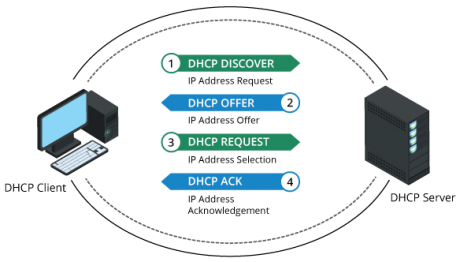 1 DHCP DISCOVER
IP Address Request
DHCP OFFER 2
IP Address Offer
3 DHCP REQUEST
IP Address Selection
DHCP ACK 4
IP Address
Acknowledgement
DHCP Client
DHCP Server